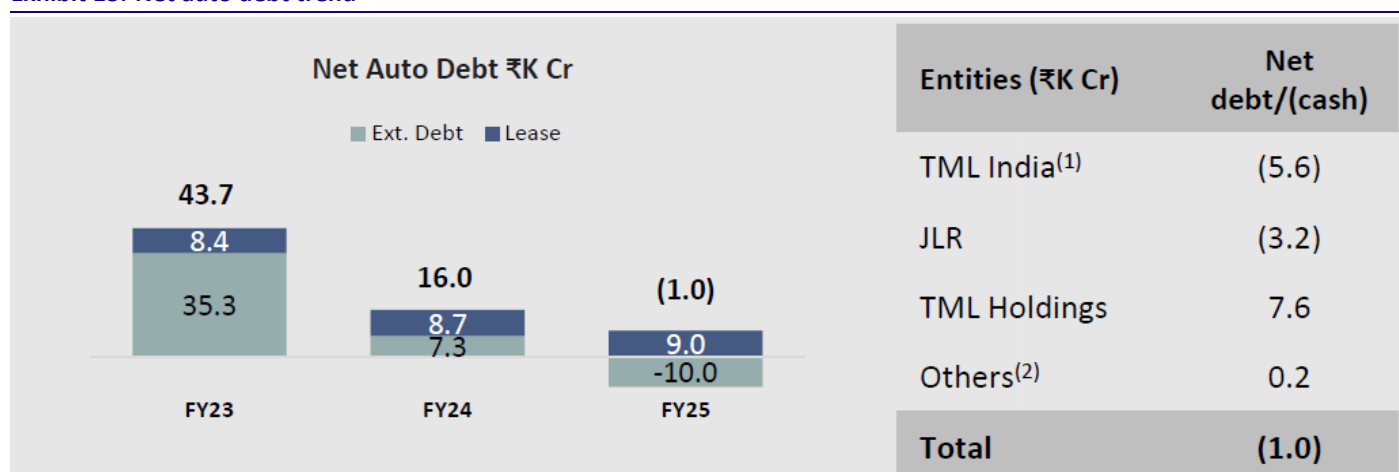 Net Auto Debt ₹K Cr
Ext. Debt Lease
43.7
8.4
35.3
16.0
8.7
7.3
(1.0)
9.0
-10.0
FY23 FY24 FY25
Entities (₹K Cr) Net debt/(cash)
TML India(1) (5.6)
JLR (3.2)
TML Holdings 7.6
Others(2) 0.2
Total (1.0)